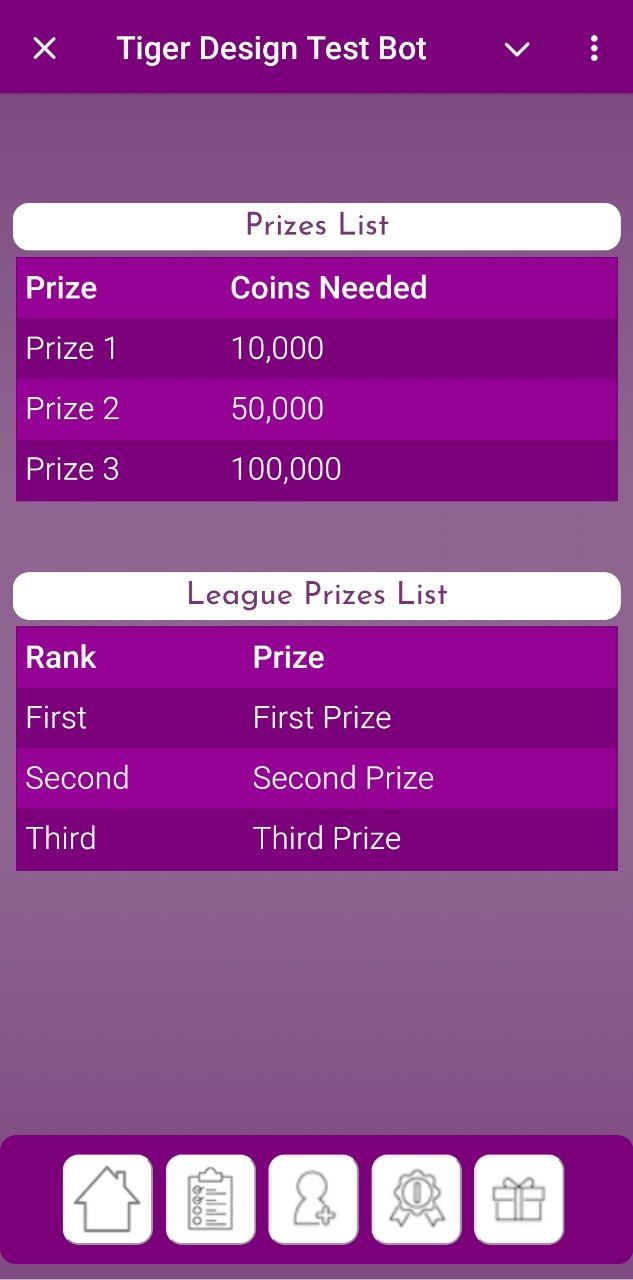 Tiger Design Test Bot
Prizes List
Prize Coins Needed
Prize 1 10,000
Prize 2 50,000
Prize 3 100,000
League Prizes List
Rank Prize
First First Prize
Second Second Prize
Third Third Prize